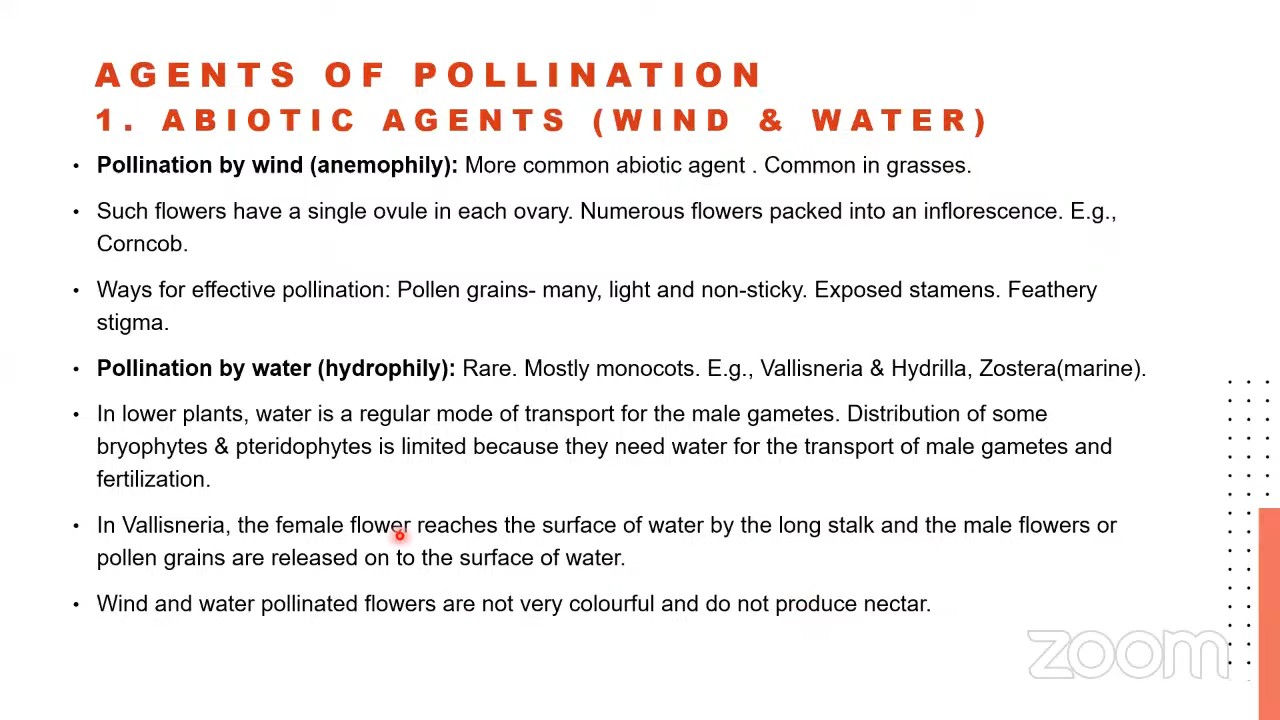 AGENTS OF POLLINATION
1. ABIOTIC AGENTS (WIND & WATER)
• Pollination by wind (anemophily): More common abiotic agent . Common in grasses.
• Such flowers have a single ovule in each ovary. Numerous flowers packed into an inflorescence. E.g.,
Corncob.
• Ways for effective pollination: Pollen grains- many, light and non-sticky. Exposed stamens. Feathery
stigma.
• Pollination by water (hydrophily): Rare. Mostly monocots. E.g., Vallisneria & Hydrilla, Zostera(marine).
• In lower plants, water is a regular mode of transport for the male gametes. Distribution of some
bryophytes & pteridophytes is limited because they need water for the transport of male gametes and
fertilization.
• In Vallisneria, the female flower reaches the surface of water by the long stalk and the male flowers or
pollen grains are released on to the surface of water.
• Wind and water pollinated flowers are not very colourful and do not produce nectar.
zoom